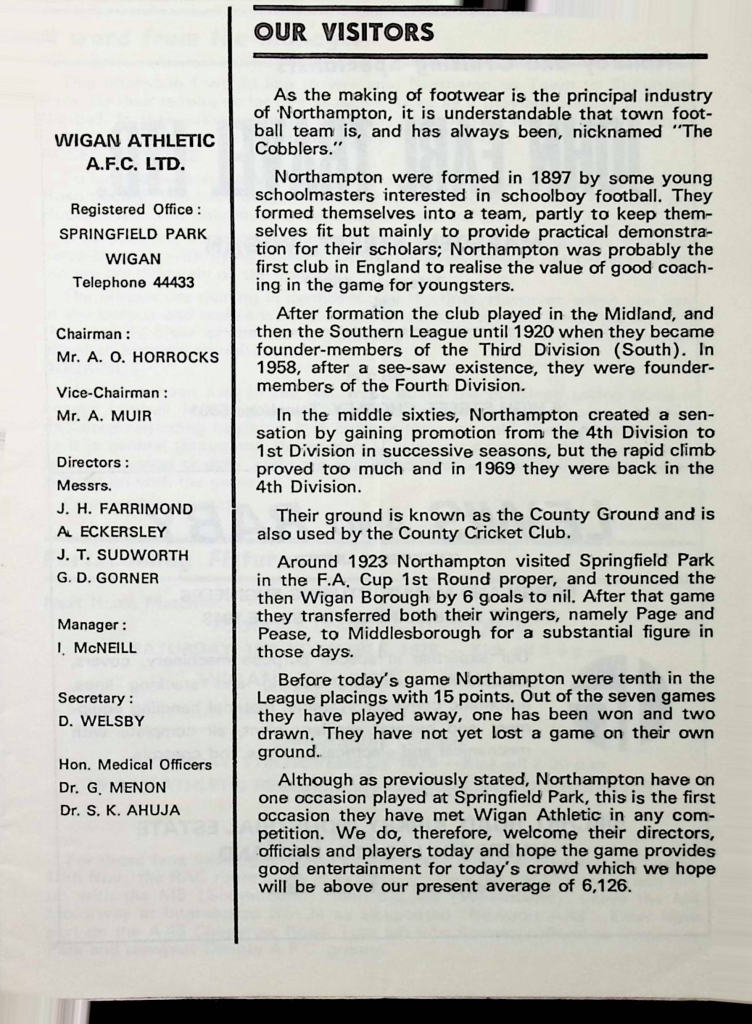 WIGAN ATHLETIC
A.F.C. LTD.
Registered Office :
SPRINGFIELD PARK
WIGAN
Telephone 44433
Chairman :
Mr. A. O. HORROCKS
Vice-Chairman :
Mr. A. MUIR
Directors :
Messrs.
J. H. FARRIMOND
A. ECKERSLEY
J. T. SUDWORTH
G. D. GORNER
Manager :
I. McNEILL
Secretary :
D. WELSBY
Hon. Medical Officers
Dr. G. MENON
Dr. S. K. AHUJA
OUR VISITORS
As the making of footwear is the principal industry
of Northampton, it is understandable that town foot-
ball team is, and has always been, nicknamed "The
Cobblers."
Northampton were formed in 1897 by some young
schoolmasters interested in schoolboy football. They
formed themselves into a team, partly to keep them-
selves fit but mainly to provide practical demonstra-
tion for their scholars; Northampton was probably the
first club in England to realise the value of good coach-
ing in the game for youngsters.
After formation the club played in the Midland, and
then the Southern League until 1920 when they became
founder-members of the Third Division (South). In
1958, after a see-saw existence, they were founder-
members of the Fourth Division.
In the middle sixties, Northampton created a sen-
sation by gaining promotion from the 4th Division to
1st Division in successive seasons, but the rapid climb
proved too much and in 1969 they were back in the
4th Division.
Their ground is known as the County Ground and is
also used by the County Cricket Club.
Around 1923 Northampton visited Springfield Park
in the F.A. Cup 1st Round proper, and trounced the
then Wigan Borough by 6 goals to nil. After that game
they transferred both their wingers, namely Page and
Pease, to Middlesborough for a substantial figure in
those days.
Before today's game Northampton were tenth in the
League placings with 15 points. Out of the seven games
they have played away, one has been won and two
drawn. They have not yet lost a game on their own
ground.
Although as previously stated, Northampton have on
one occasion played at Springfield Park, this is the first
occasion they have met Wigan Athletic in any com-
petition. We do, therefore, welcome their directors,
officials and players today and hope the game provides
good entertainment for today's crowd which we hope
will be above our present average of 6,126.